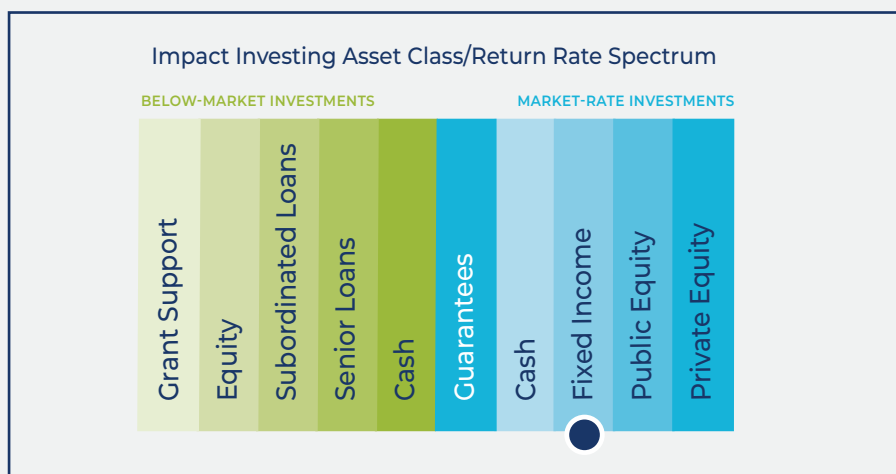 Impact Investing Asset Class/Return Rate Spectrum
BELOW-MARKET INVESTMENTS
MARKET-RATE INVESTMENTS
Grant Support
Equity
Subordinated Loans
Senior Loans
Cash
Guarantees
Cash
Fixed Income
Public Equity
Private Equity